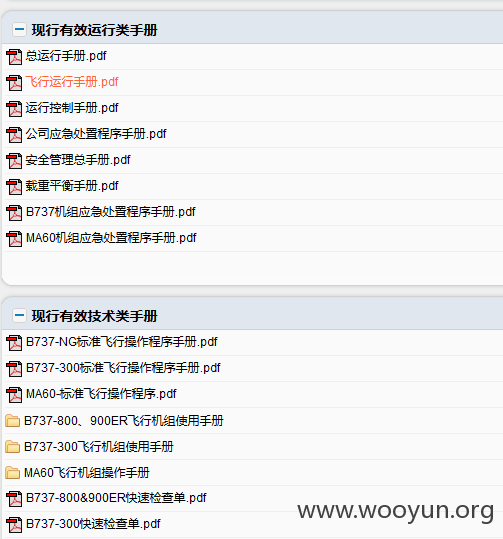 现行有效运行类手册
总运行手册.pdf
飞行运行手册.pdf
运行控制手册.pdf
公司应急处置程序手册.pdf
安全管理总手册.pdf
载重平衡手册.pdf
B737机组应急处置程序手册.pdf
MA60机组应急处置程序手册.pdf
现行有效技术类手册
B737-NG标准飞行操作程序手册.pdf
B737-300标准飞行操作程序手册.pdf
MA60-标准飞行操作程序.pdf
B737-800、900ER飞行机组使用手册
B737-300飞行机组使用手册
MA60飞行机组操作手册
B737-800&900ER快速检查单.pdf
B737-300快速检查单.pdf
www.wooyun.org